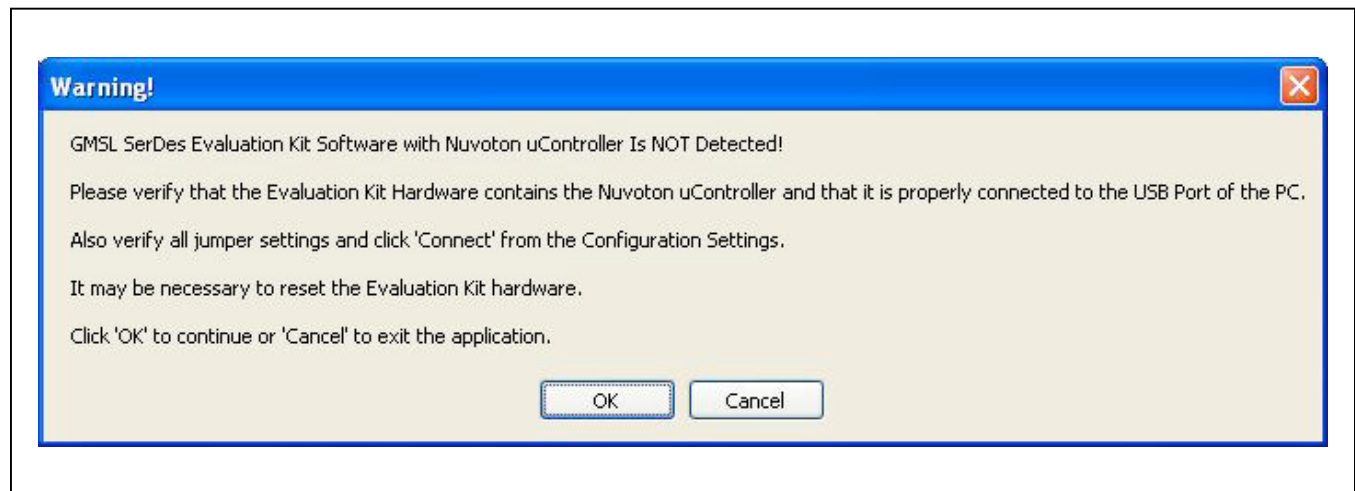 Warning!
GMSL SerDes Evaluation Kit Software with Nuvoton uController Is NOT Detected!
Please verify that the Evaluation Kit Hardware contains the Nuvoton uController and that it is properly connected to the USB Port of the PC.
Also verify all jumper settings and click 'Connect' from the Configuration Settings.
It may be necessary to reset the Evaluation Kit hardware.
Click 'OK' to continue or 'Cancel' to exit the application.
OK
Cancel